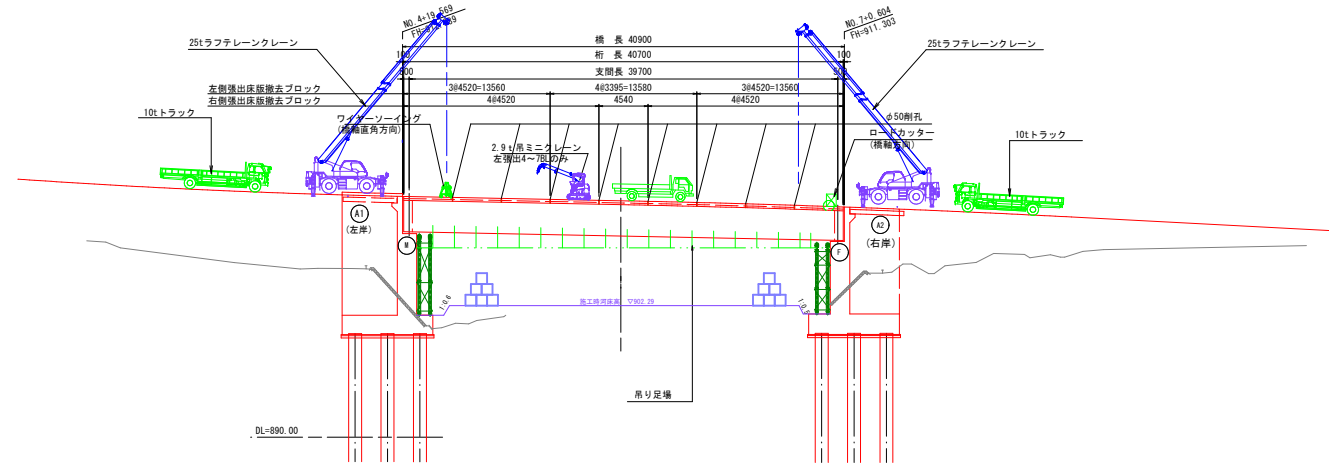 NO.4+19.569
NO.7+0.604
FH=911.303
25tラフテレーンクレーン
25tラフテレーンクレーン
橋 長 40900
100
桁 長 40700
100
支間長 39700
左側張出床版撤去ブロック
3@4520=13560
4@3395=13580
3@4520=13560
右側張出床版撤去ブロック
4@4520
4540
4@4520
10tトラック
ワイヤーソーイング
(橋軸直角方向)
φ50削孔
ロードカッター
(橋軸方向)
10tトラック
2.9t吊ミニクレーン
左張出4~7BLのみ
A1
(左岸)
A2
(右岸)
M
F
1:0.6
施工時河床高 ▽902.29
吊り足場
DL=890.00